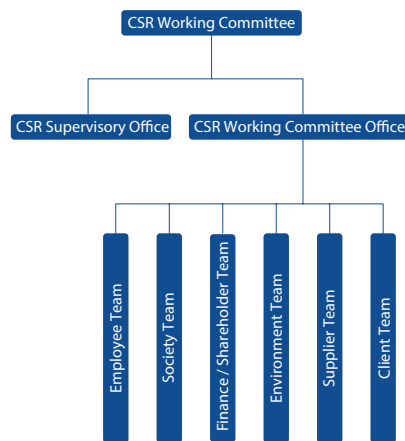 CSR Working Committee
CSR Supervisory Office
CSR Working Committee Office
Employee Team
Society Team
Finance / Shareholder Team
Environment Team
Supplier Team
Client Team